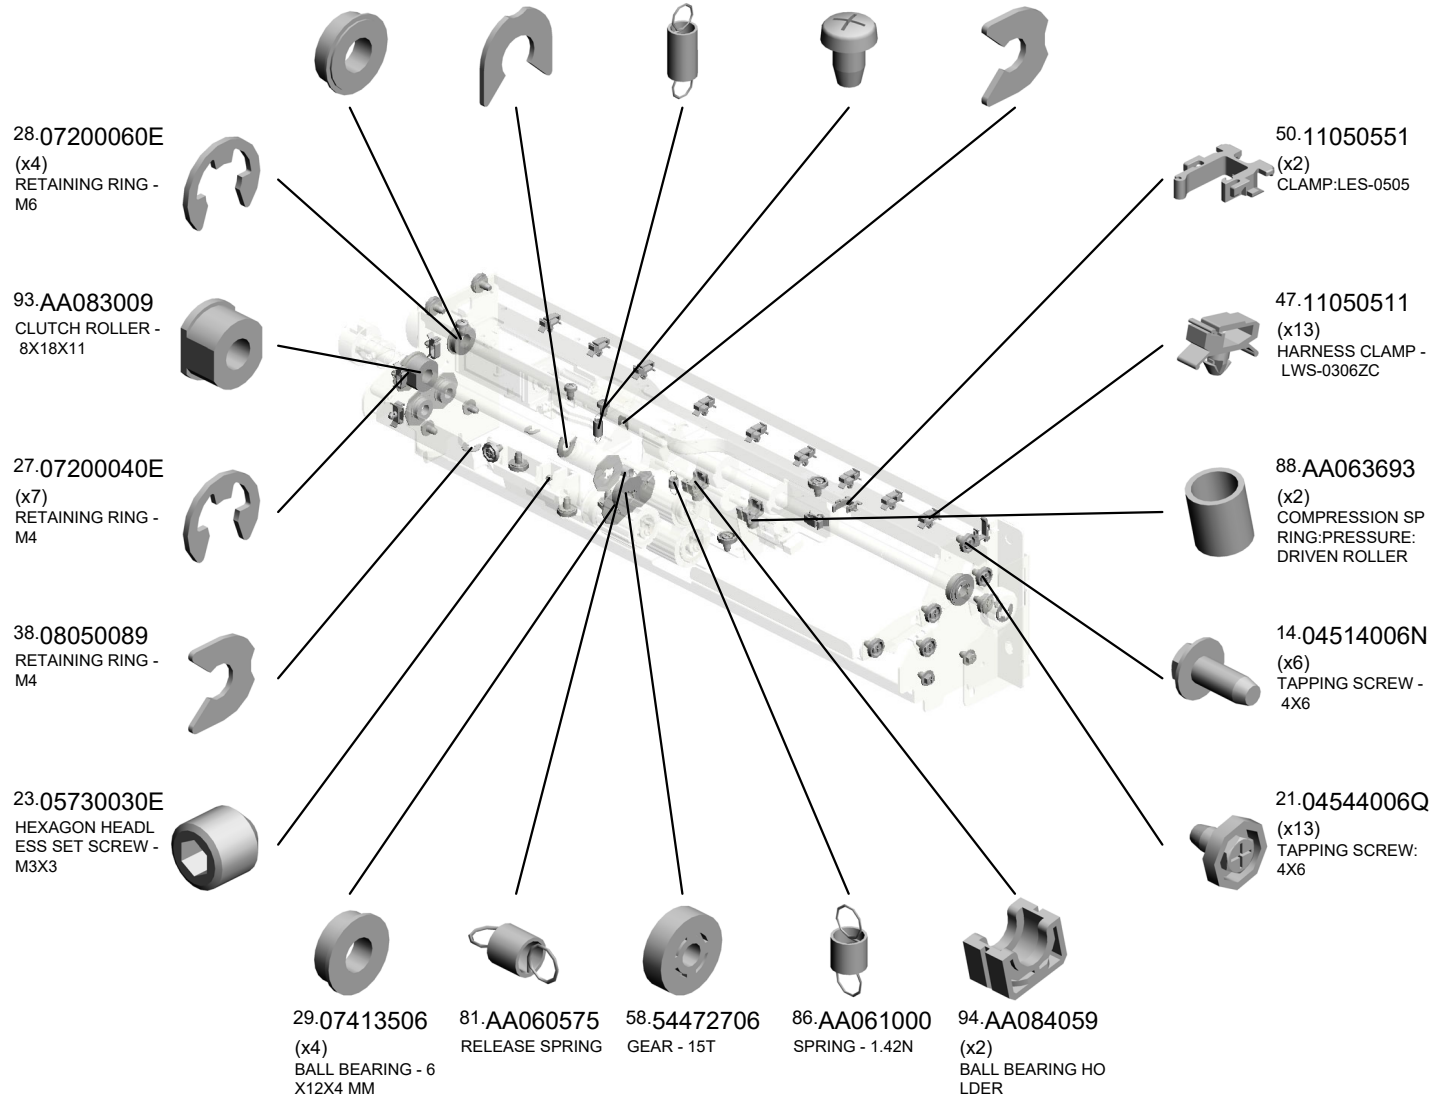 28.07200060E
(x4)
RETAINING RING -
M6
93.AA083009
CLUTCH ROLLER -
8X18X11
27.07200040E
(x7)
RETAINING RING -
M4
38.08050089
RETAINING RING -
M4
23.05730030E
HEXAGON HEADL
ESS SET SCREW -
M3X3
29.07413506
(x4)
BALL BEARING - 6
X12X4 MM
81.AA060575
RELEASE SPRING
58.54472706
GEAR - 15T
86.AA061000
SPRING - 1.42N
94.AA084059
(x2)
BALL BEARING HO
LDER
50.11050551
(x2)
CLAMP:LES-0505
47.11050511
(x13)
HARNESS CLAMP -
LWS-0306ZC
88.AA063693
(x2)
COMPRESSION SP
RING:PRESSURE:
DRIVEN ROLLER
14.04514006N
(x6)
TAPPING SCREW -
4X6
21.04544006Q
(x13)
TAPPING SCREW:
4X6